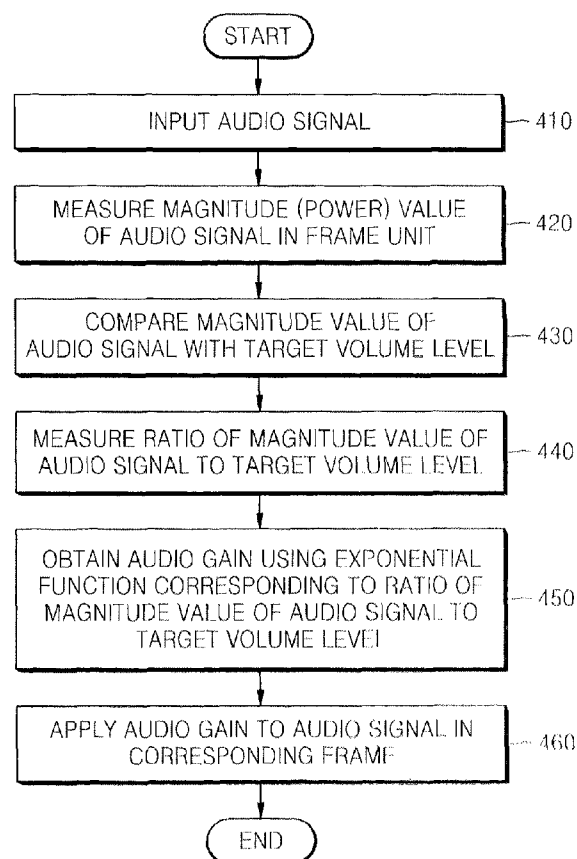 START
INPUT AUDIO SIGNAL
410
MEASURE MAGNITUDE (POWER) VALUE
OF AUDIO SIGNAL IN FRAME UNIT
420
COMPARE MAGNITUDE VALUE OF
AUDIO SIGNAL WITH TARGET VOLUME LEVEL
430
MEASURE RATIO OF MAGNITUDE VALUE OF
AUDIO SIGNAL TO TARGET VOLUME LEVEL
440
OBTAIN AUDIO GAIN USING EXPONENTIAL
FUNCTION CORRESPONDING TO RATIO OF
MAGNITUDE VALUE OF AUDIO SIGNAL TO
TARGET VOLUME LEVEL
450
APPLY AUDIO GAIN TO AUDIO SIGNAL IN
CORRESPONDING FRAME
460
END